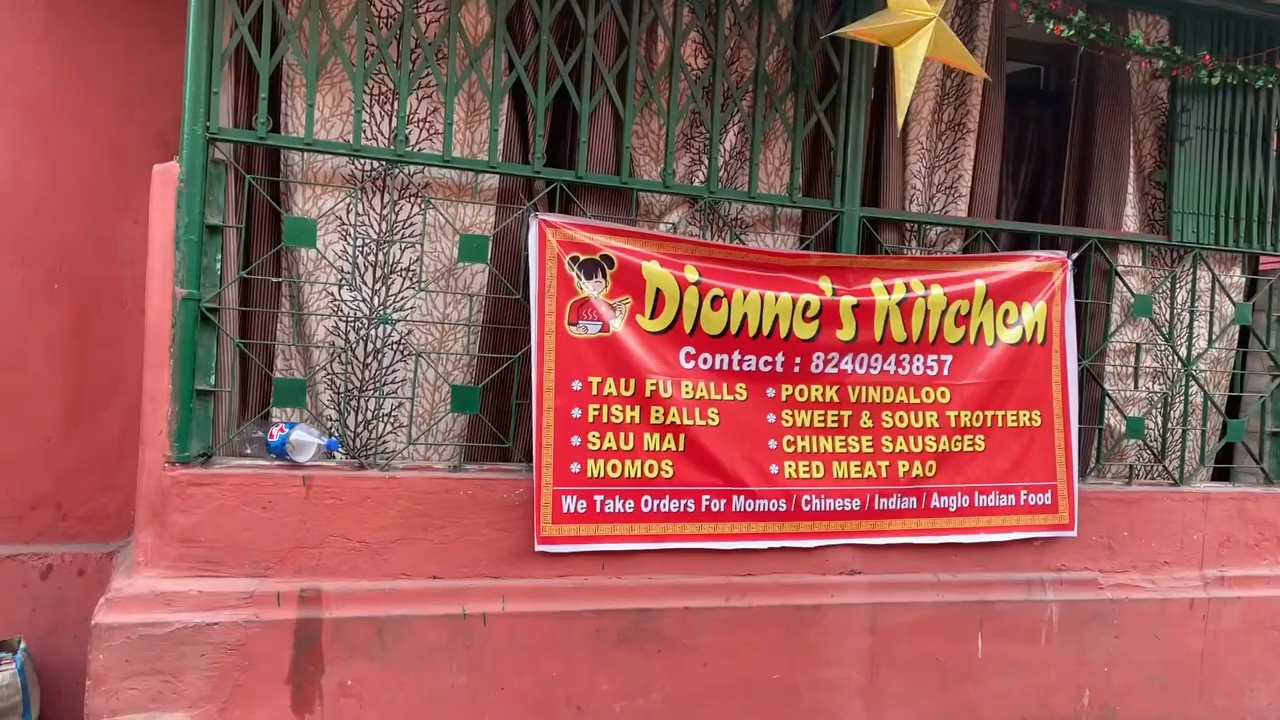 Dionne's Kitchen
Contact : 8240943857
TAU FU BALLS
FISH BALLS
SAU MAI
MOMOS
PORK VINDALOO
SWEET & SOUR TROTTERS
CHINESE SAUSAGES
RED MEAT PAO
We Take Orders For Momos / Chinese / Indian / Anglo Indian Food